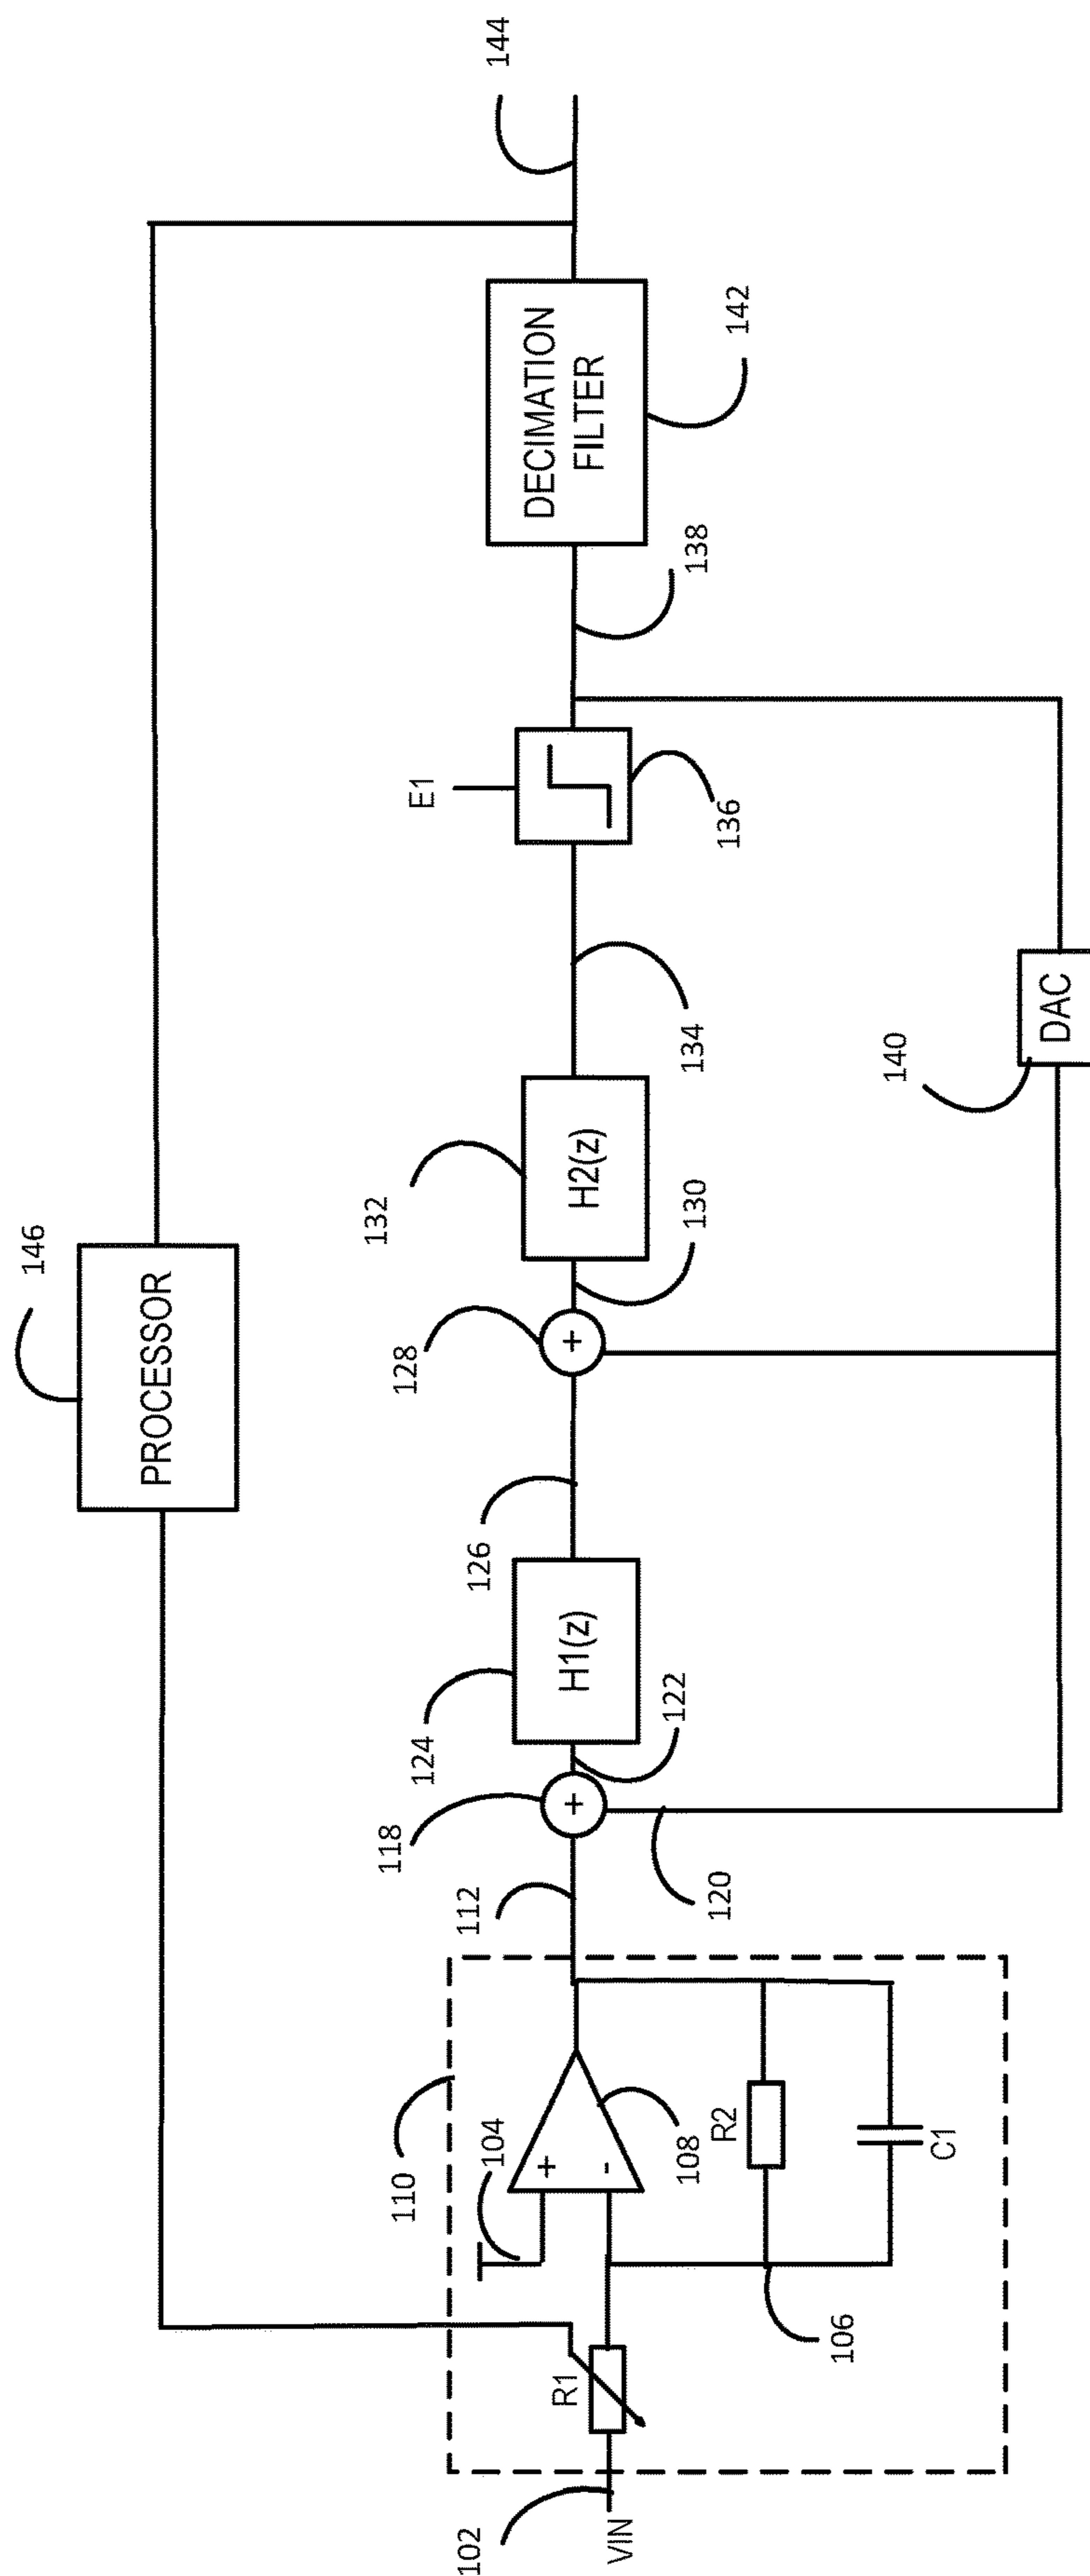 146
PROCESSOR
144
E1
110
104
+
-
108
R1
102
VIN
106
R2
C1
112
118
+
120
122
124
H1(z)
126
128
+
130
132
H2(z)
134
136
138
DECIMATION
FILTER
142
140
DAC